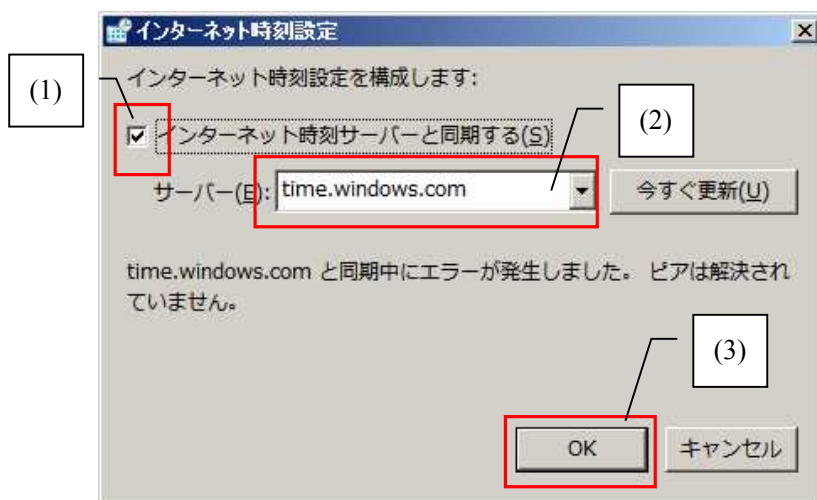 インターネット時刻設定
(1)
インターネット時刻設定を構成します:
インターネット時刻サーバーと同期する(S)
(2)
サーバー(E): time.windows.com 今すぐ更新(U)
time.windows.com と同期中にエラーが発生しました。 ピアは解決され
ていません。
(3)
OK キャンセル